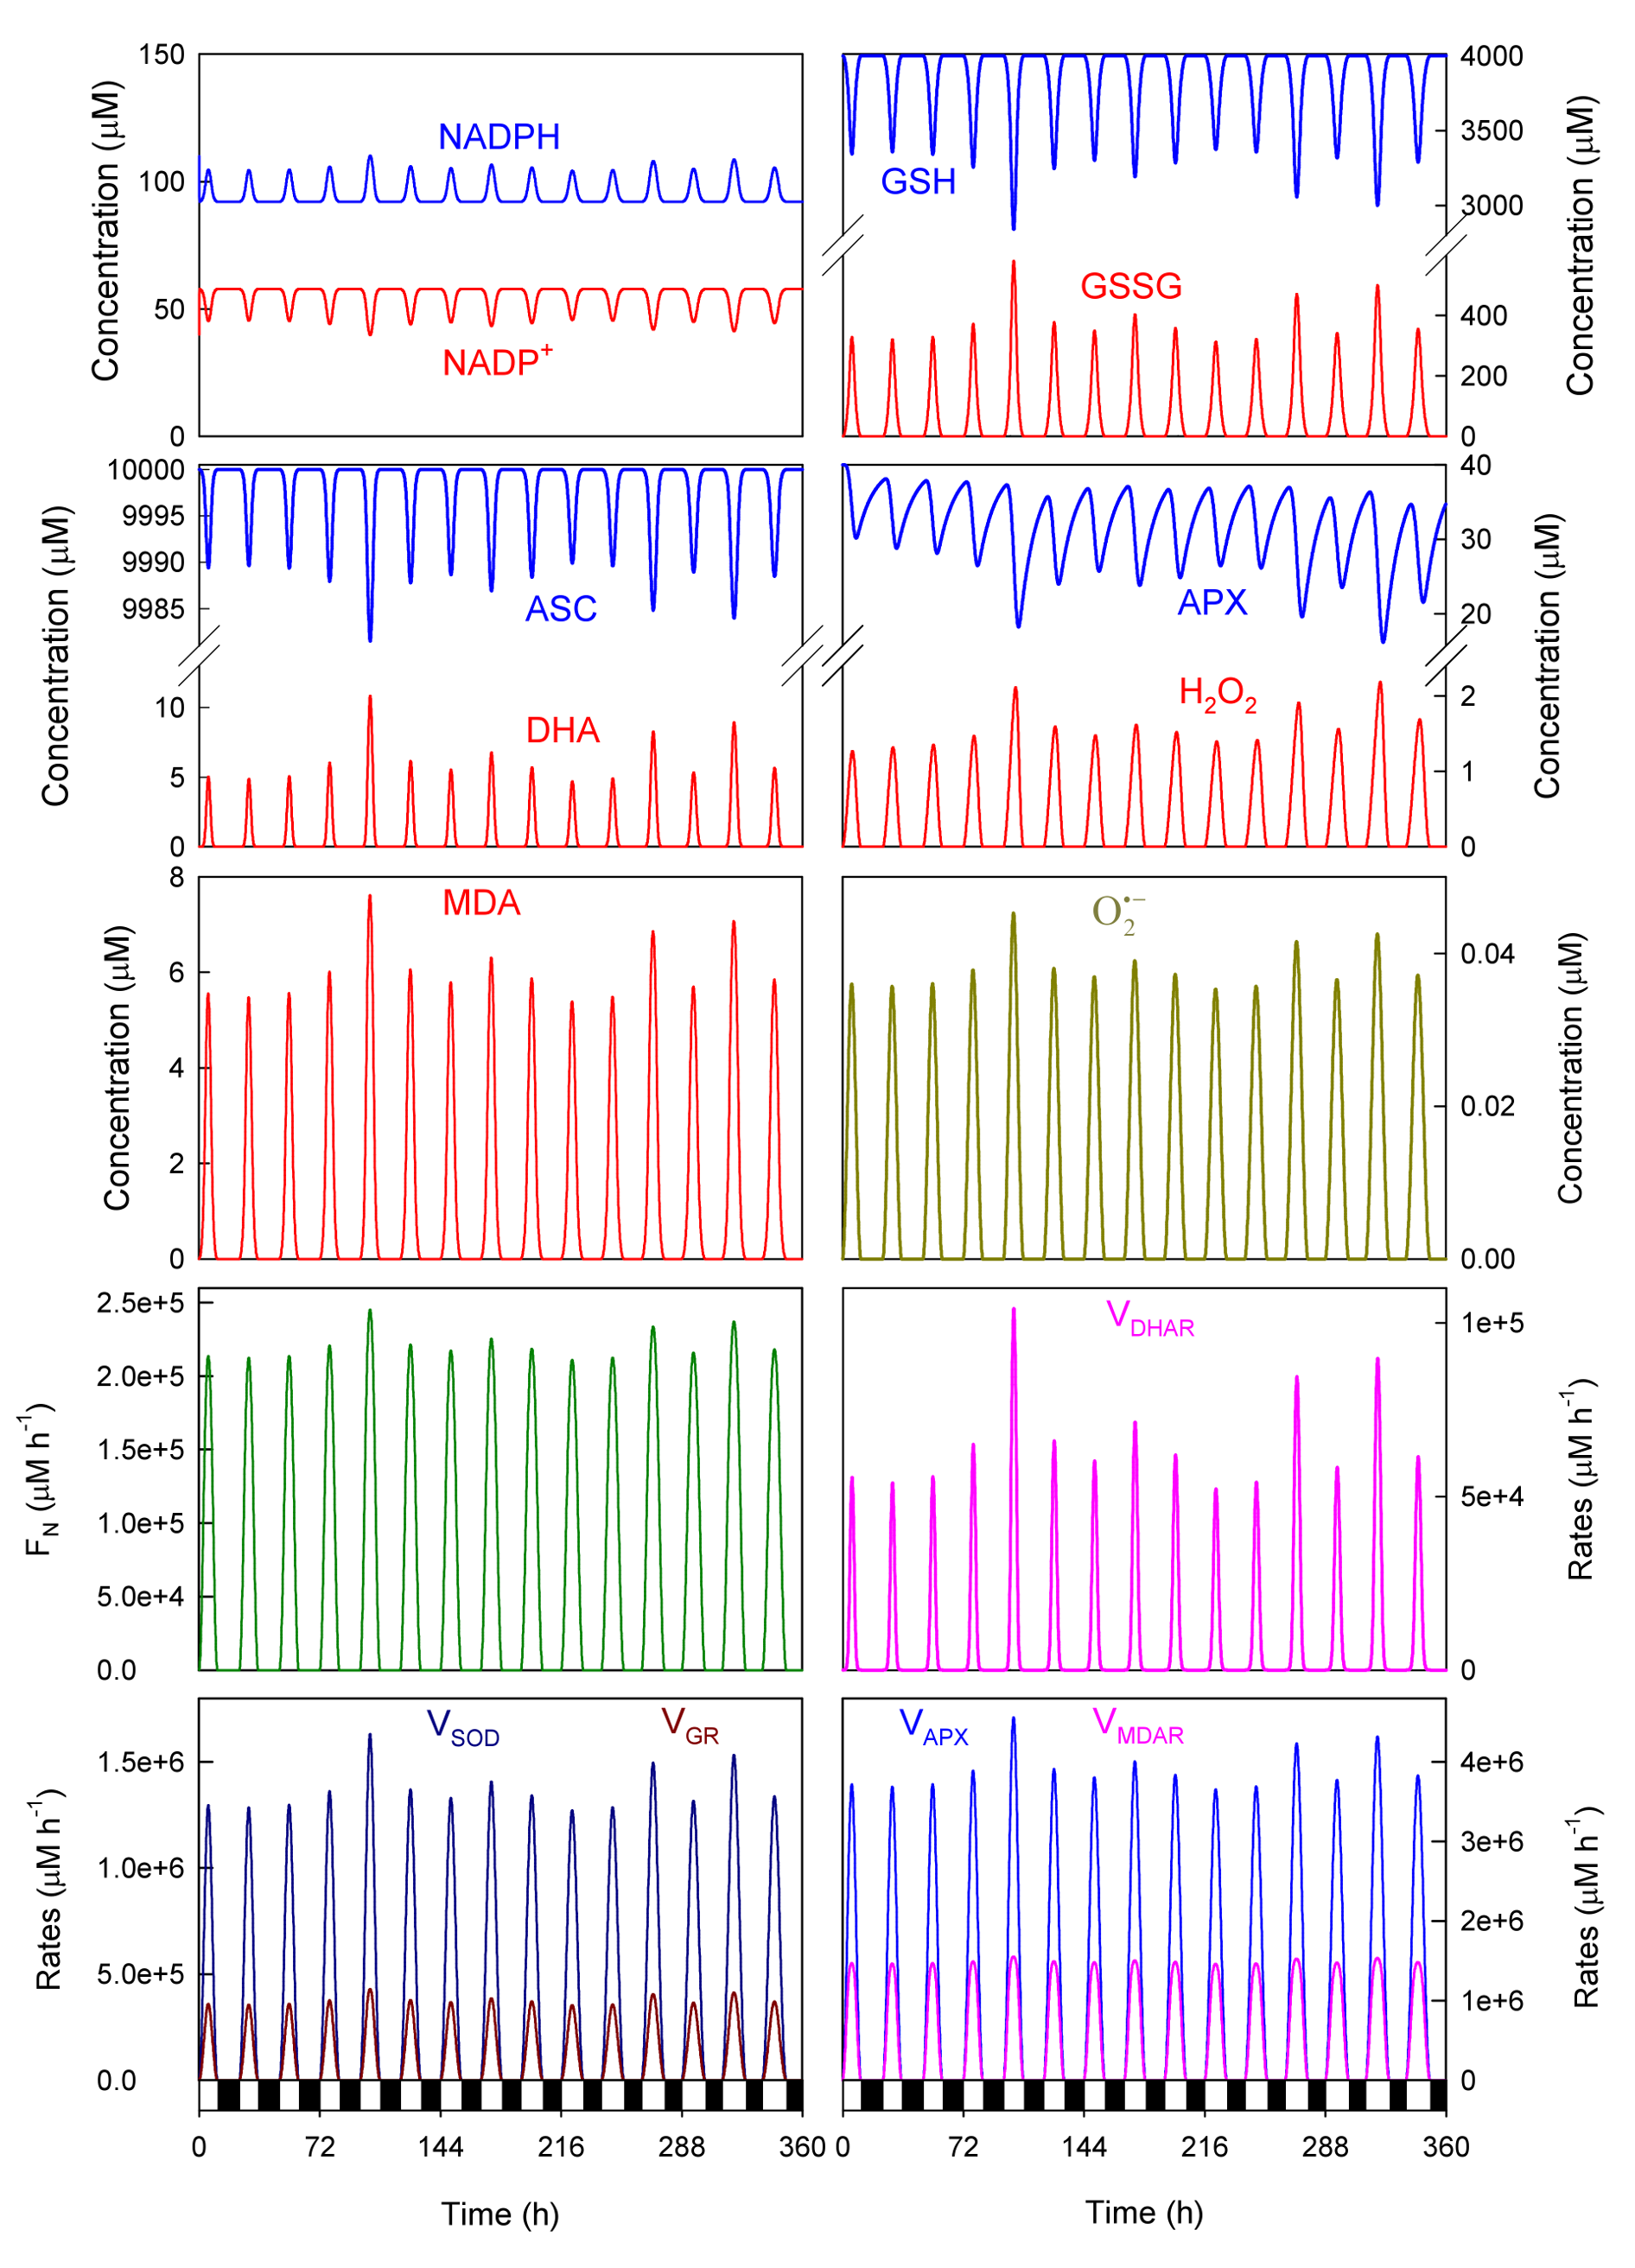 150
100
50
0
Concentration (μM)
NADPH
NADP+
4000
3500
3000
400
200
0
Concentration (μM)
GSH
GSSG
10000
9995
9990
9985
10
5
0
Concentration (μM)
ASC
DHA
40
30
20
2
1
0
Concentration (μM)
APX
H2O2
8
6
4
2
0
Concentration (μM)
MDA
0.04
0.02
0.00
Concentration (μM)
O2•−
2.5e+5
2.0e+5
1.5e+5
1.0e+5
5.0e+4
0.0
FN (μM h-1)
1e+5
5e+4
0
Rates (μM h-1)
VDHAR
1.5e+6
1.0e+6
5.0e+5
0.0
Rates (μM h-1)
VSOD VGR
4e+6
3e+6
2e+6
1e+6
0
Rates (μM h-1)
VAPX VMDAR
0 72 144 216 288 360
Time (h)
0 72 144 216 288 360
Time (h)